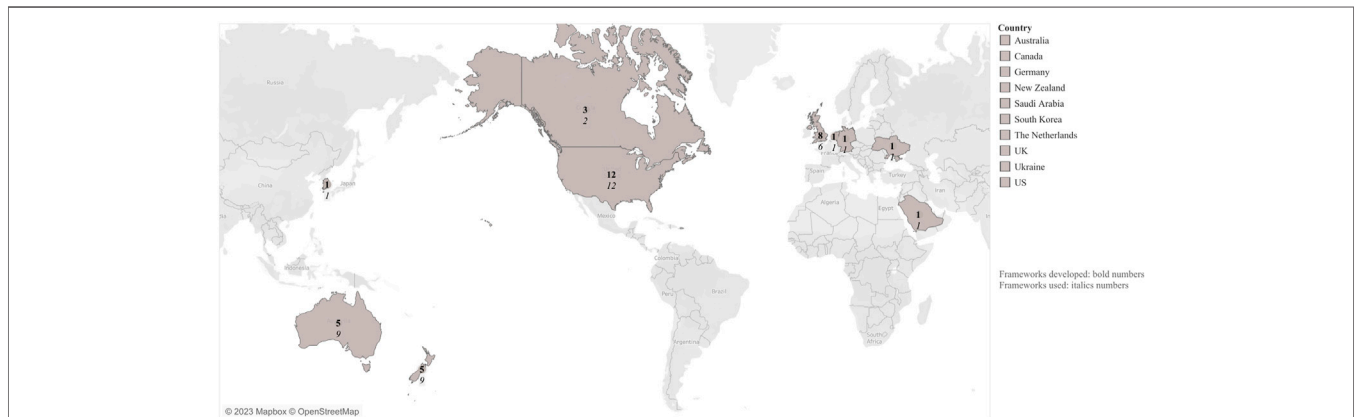 Country
Australia
Canada
Germany
New Zealand
Saudi Arabia
South Korea
The Netherlands
UK
Ukraine
US
Frameworks developed: bold numbers
Frameworks used: italics numbers
Russia
3
2
8
6
1
1
1
1
1
1
12
12
Spain
Turkey
China
1
1
Japan
Iran
Algeria
Egypt
Mexico
1
1
Colombia
Indonesia
Peru
Brazil
5
9
South
Africa
Argentina
5
9
© 2023 Mapbox © OpenStreetMap